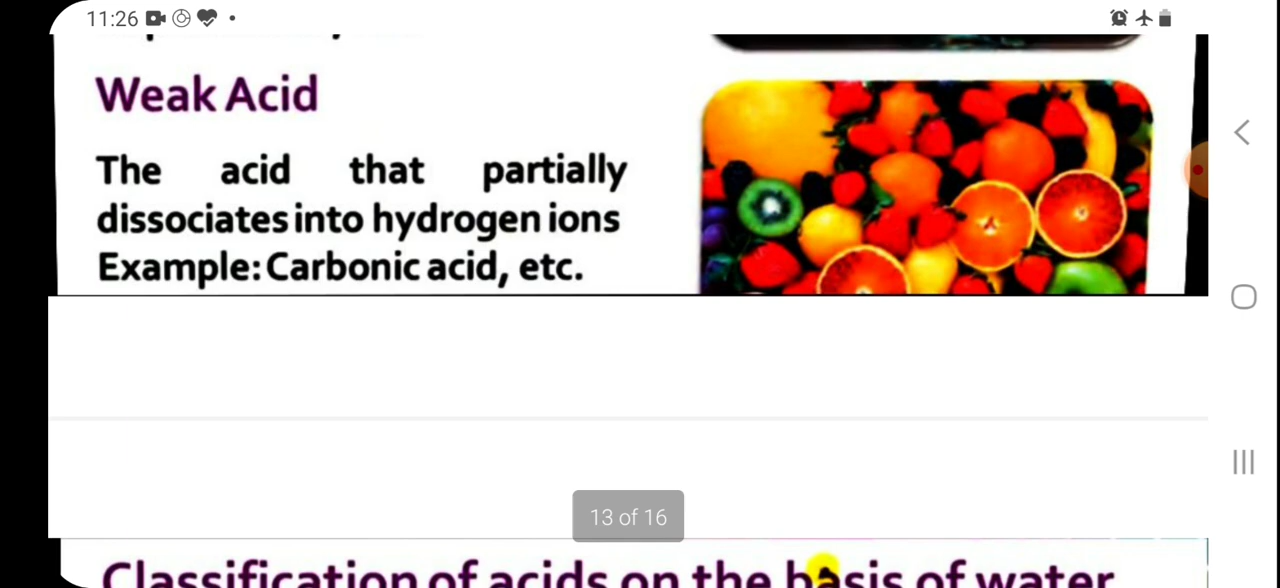 11:26
Weak Acid
The acid that partially
dissociates into hydrogen ions
Example: Carbonic acid, etc.
13 of 16
Classification of acids on the basis of water